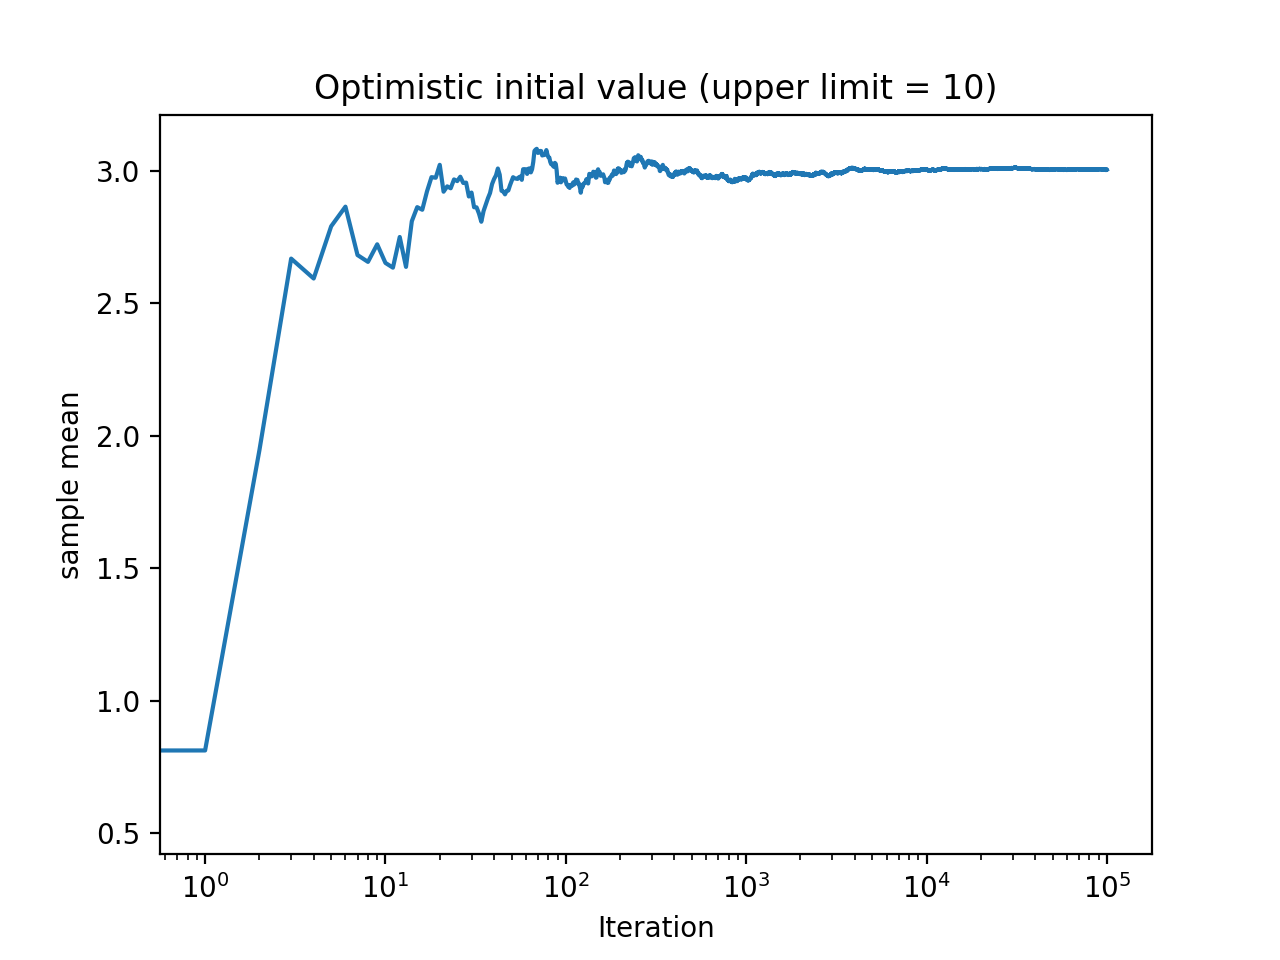 Optimistic initial value (upper limit = 10)
3.0
2.5
2.0
1.5
1.0
0.5
sample mean
10⁰ 10¹ 10² 10³ 10⁴ 10⁵
Iteration